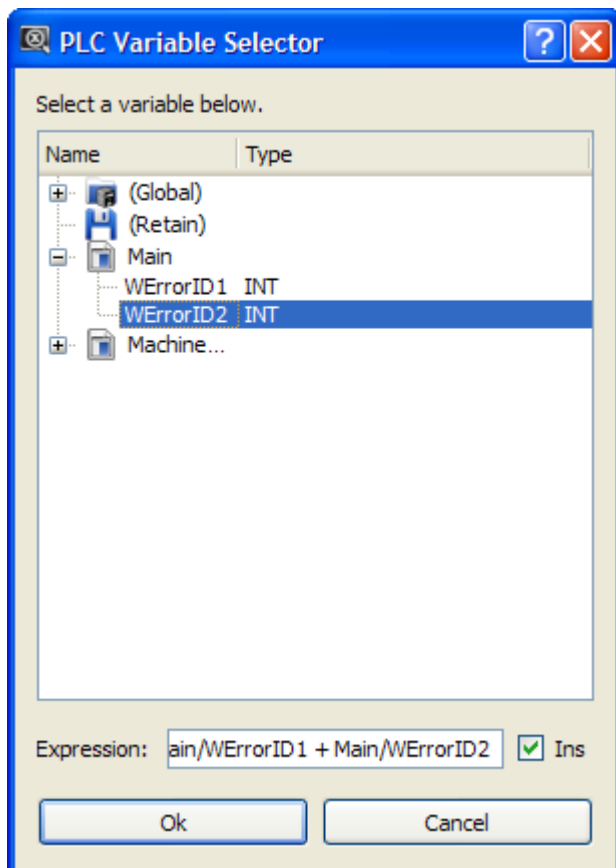 PLC Variable Selector
Select a variable below.
Name Type
(Global)
(Retain)
Main
WErrorID1 INT
WErrorID2 INT
Machine...
Expression: ain/WErrorID1 + Main/WErrorID2 Ins
Ok Cancel